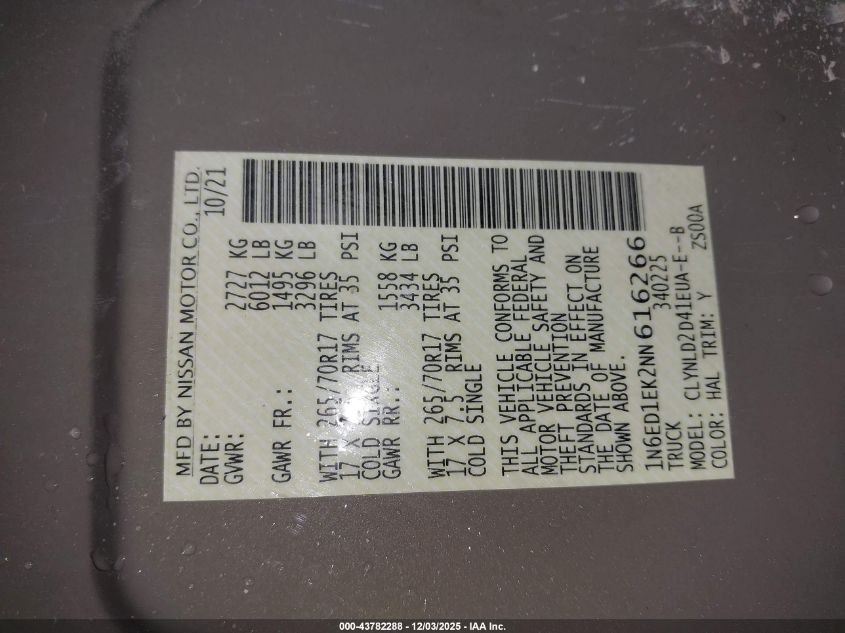 MFD BY NISSAN MOTOR CO., LTD.
DATE: 10/21
GVWR: 2727 KG
6012 LB
GAWR FR.: 1495 KG
3296 LB
WITH 265/70R17 TIRES
17 X RIMS AT 35 PSI
COLD SINGLE
GAWR RR.: 1558 KG
3434 LB
WITH 265/70R17 TIRES
17 X 7.5 RIMS AT 35 PSI
COLD SINGLE
THIS VEHICLE CONFORMS TO
ALL APPLICABLE FEDERAL
MOTOR VEHICLE SAFETY AND
THEFT PREVENTION
STANDARDS IN EFFECT ON
THE DATE OF MANUFACTURE
SHOWN ABOVE.
1N6ED1EK2NN616266
TRUCK 340225
MODEL: CLYNLD2D41EUA-E--B
COLOR: HAL TRIM: Y ZS00A
000-43782288 - 12/03/2025 - IAA Inc.